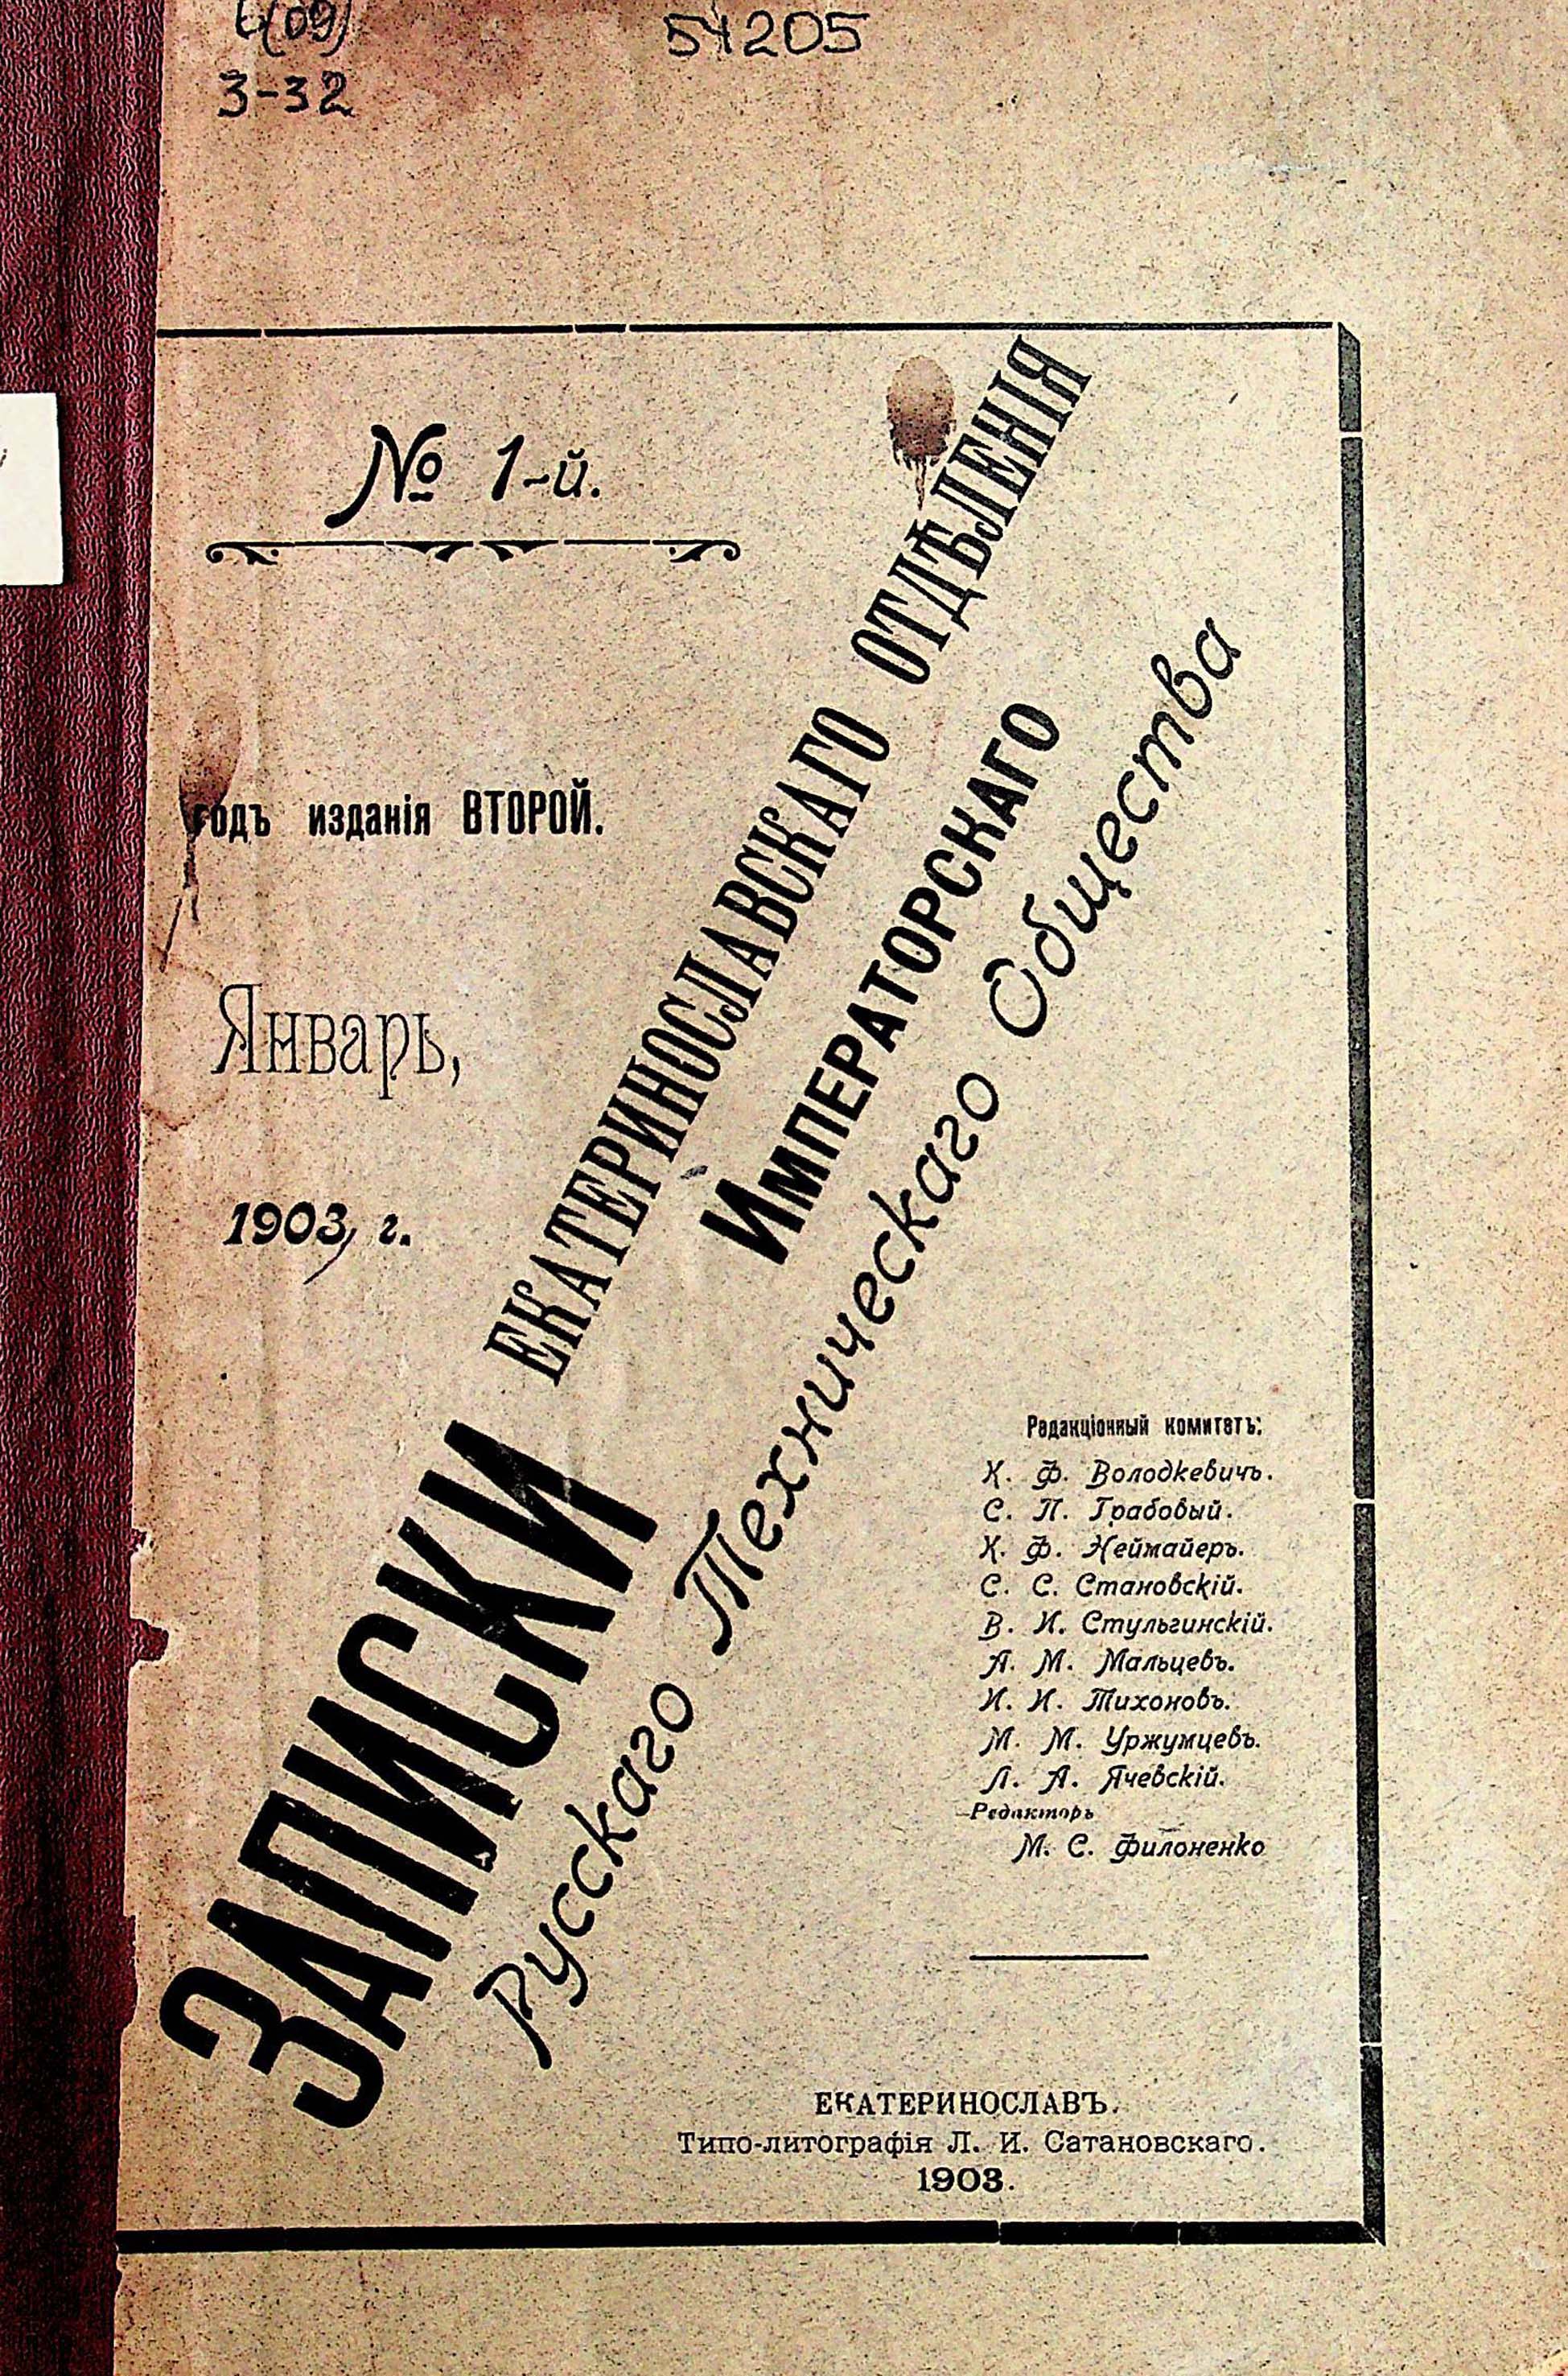 6(09)
З-32
54205
№ 1-й.
годъ изданія ВТОРОЙ.
Январь,
1903 г.
ЗАПИСКИ ЕКАТЕРИНОСЛАВСКАГО ОТДѢЛЕНІЯ
ИМПЕРАТОРСКАГО
Русскаго Техническаго Общества
Редакціонный комитетъ:
К. Ф. Володкевичъ.
С. П. Грабовый.
К. Ф. Неймайеръ.
С. С. Становскій.
В. И. Стульгинскій.
А. М. Мальцевъ.
И. И. Тихоновъ.
М. М. Уржумцевъ.
Л. А. Ячевскій.
Редакторъ
М. С. Филоненко
ЕКАТЕРИНОСЛАВЪ.
Типо-литографія Л. И. Сатановскаго.
1903.